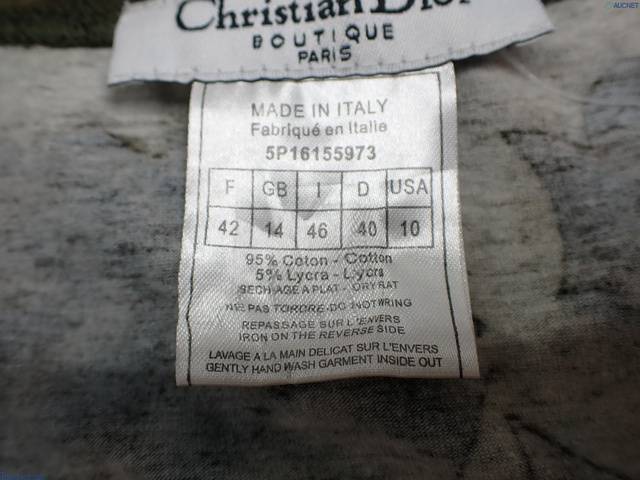 AUCNET
Christian Dior
BOUTIQUE
PARIS
MADE IN ITALY
Fabriqué en Italie
5P16155973
F GB I D USA
42 14 46 40 10
95% Coton - Cotton
5% Lycra - Lycra
SECHAGE A PLAT - DRY FLAT
NE PAS TORDRE-DO NOT WRING
REPASSAGE SUR L'ENVERS
IRON ON THE REVERSE SIDE
LAVAGE A LA MAIN DELICAT SUR L'ENVERS
GENTLY HAND WASH GARMENT INSIDE OUT